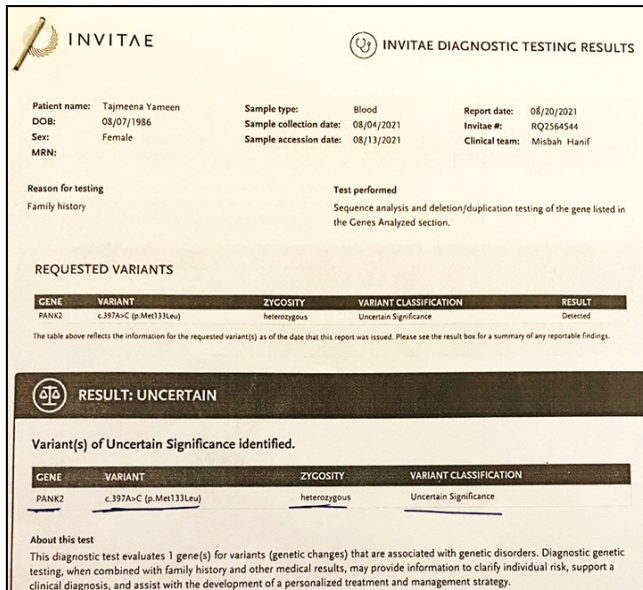 INVITAE
INVITAE DIAGNOSTIC TESTING RESULTS
Patient name: Tajmeena Yameen
DOB: 08/07/1986
Sex: Female
MRN:
Sample type: Blood
Sample collection date: 08/04/2021
Sample accession date: 08/13/2021
Report date: 08/20/2021
Invitae #: RQ2564544
Clinical team: Misbah Hanif
Reason for testing
Family history
Test performed
Sequence analysis and deletion/duplication testing of the gene listed in
the Genes Analyzed section.
REQUESTED VARIANTS
GENE VARIANT ZYGOSITY VARIANT CLASSIFICATION RESULT
PANK2 c.397A>C (p.Met133Leu) heterozygous Uncertain Significance Detected
The table above reflects the information for the requested variant(s) as of the date that this report was issued. Please see the result box for a summary of any reportable findings.
RESULT: UNCERTAIN
Variant(s) of Uncertain Significance identified.
GENE VARIANT ZYGOSITY VARIANT CLASSIFICATION
PANK2 c.397A>C (p.Met133Leu) heterozygous Uncertain Significance
About this test
This diagnostic test evaluates 1 gene(s) for variants (genetic changes) that are associated with genetic disorders. Diagnostic genetic
testing, when combined with family history and other medical results, may provide information to clarify individual risk, support a
clinical diagnosis, and assist with the development of a personalized treatment and management strategy.